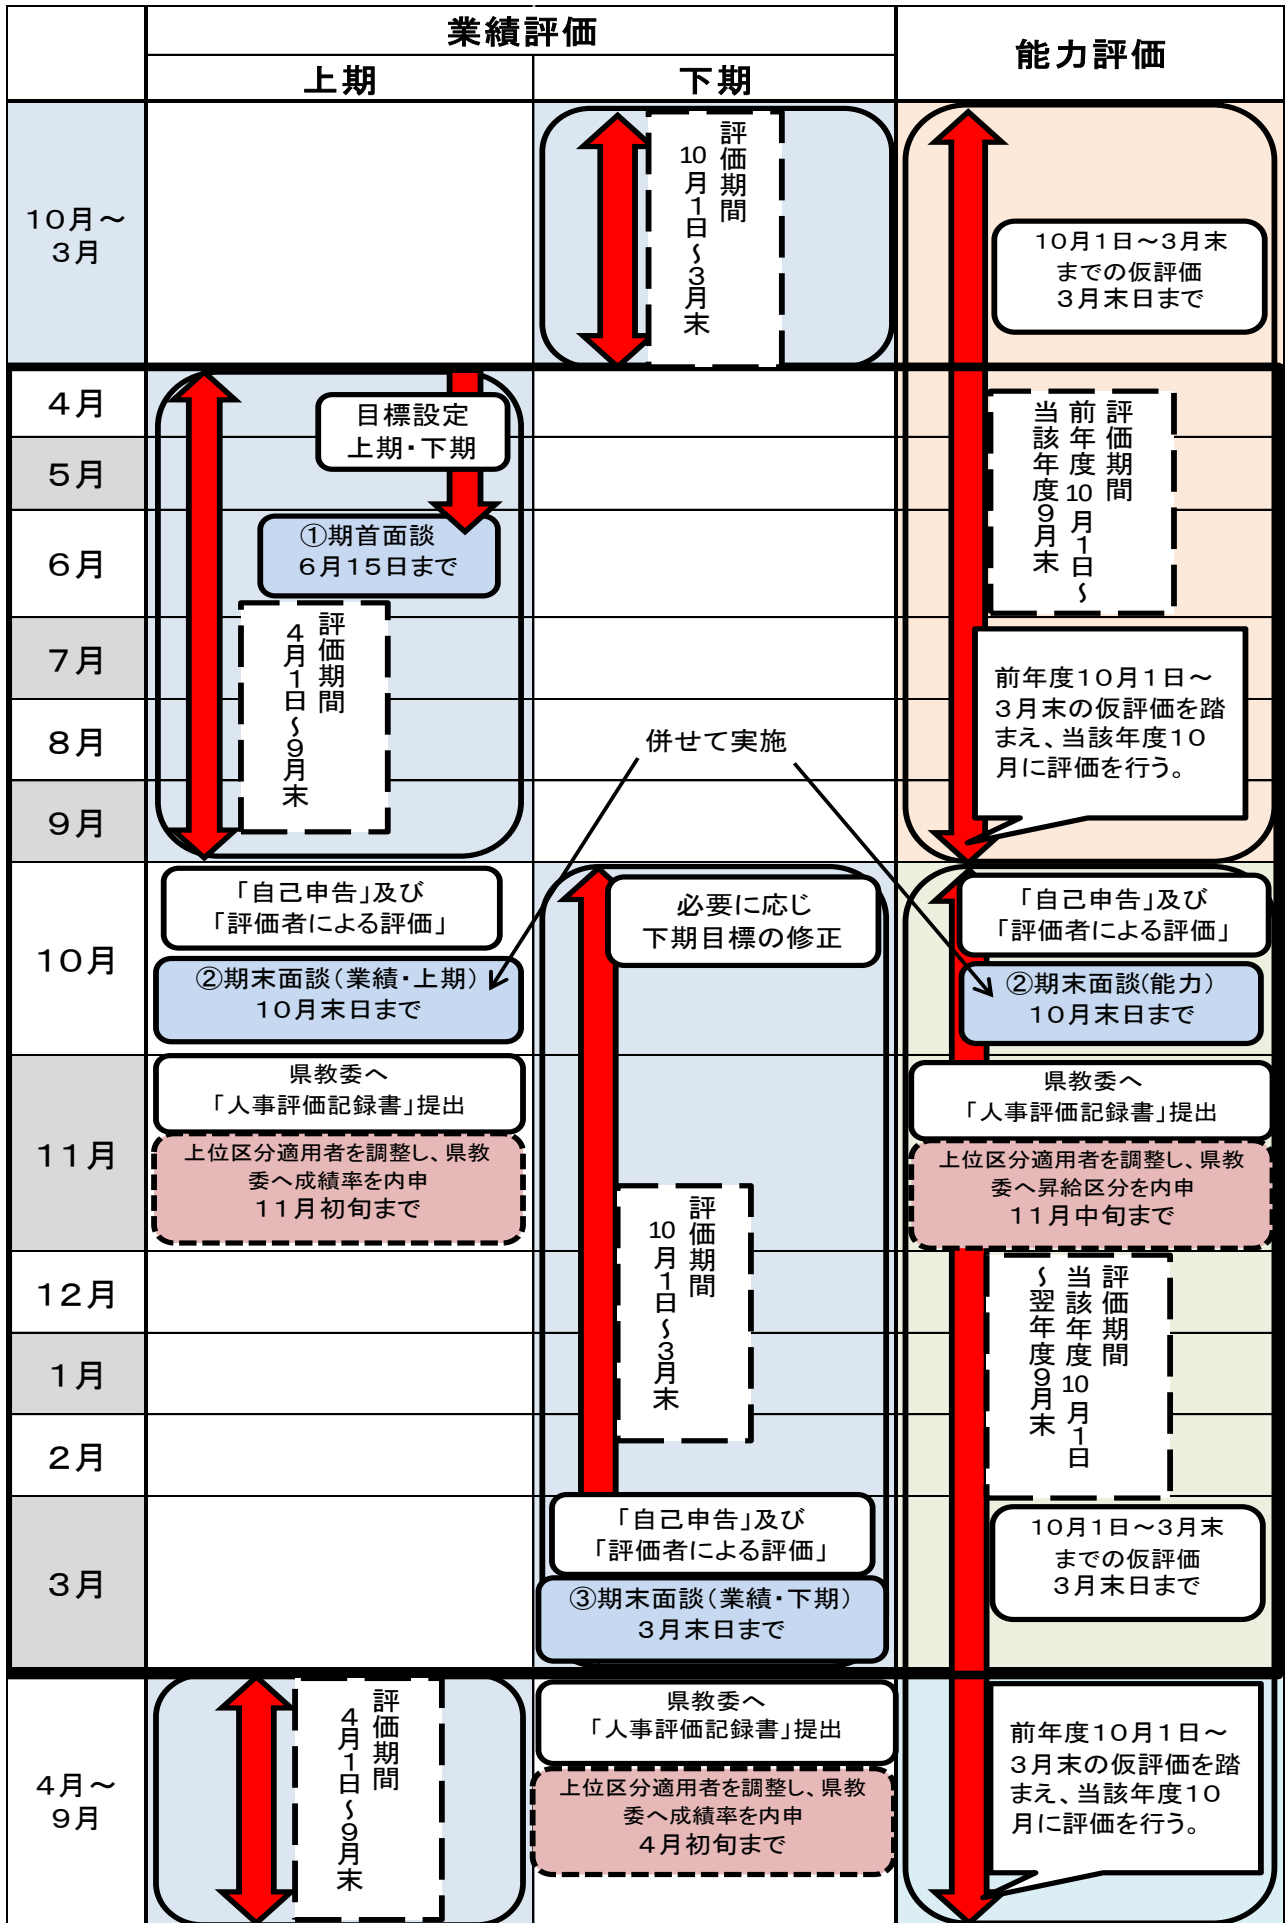 業績評価
能力評価
上期
下期
10月～
3月
評価期間
10月1日～3月末
10月1日～3月末
までの仮評価
3月末日まで
4月
目標設定
上期・下期
評価期間
前年度10月1日～
当該年度9月末
5月
6月
①期首面談
6月15日まで
評価期間
4月1日～9月末
7月
前年度10月1日～
3月末の仮評価を踏
まえ、当該年度10
月に評価を行う。
8月
併せて実施
9月
10月
「自己申告」及び
「評価者による評価」
②期末面談(業績・上期)
10月末日まで
必要に応じ
下期目標の修正
「自己申告」及び
「評価者による評価」
②期末面談(能力)
10月末日まで
11月
県教委へ
「人事評価記録書」提出
上位区分適用者を調整し、県教
委へ成績率を内申
11月初旬まで
評価期間
10月1日～3月末
県教委へ
「人事評価記録書」提出
上位区分適用者を調整し、県教
委へ昇給区分を内申
11月中旬まで
12月
評価期間
当該年度10月1日
～翌年度9月末
1月
2月
3月
「自己申告」及び
「評価者による評価」
③期末面談(業績・下期)
3月末日まで
10月1日～3月末
までの仮評価
3月末日まで
4月～
9月
評価期間
4月1日～9月末
県教委へ
「人事評価記録書」提出
上位区分適用者を調整し、県教
委へ成績率を内申
4月初旬まで
前年度10月1日～
3月末の仮評価を踏
まえ、当該年度10
月に評価を行う。